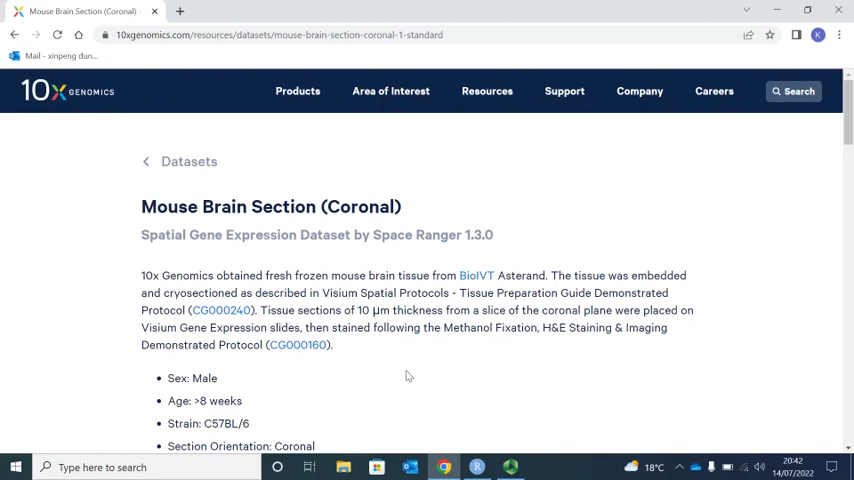 Mouse Brain Section (Coronal) -
10xgenomics.com/resources/datasets/mouse-brain-section-coronal-1-standard
K
Mail - xinpeng dun...
10X GENOMICS
Products Area of Interest Resources Support Company Careers Search
Datasets
Mouse Brain Section (Coronal)
Spatial Gene Expression Dataset by Space Ranger 1.3.0
10x Genomics obtained fresh frozen mouse brain tissue from BioIVT Asterand. The tissue was embedded
and cryosectioned as described in Visium Spatial Protocols - Tissue Preparation Guide Demonstrated
Protocol (CG000240). Tissue sections of 10 μm thickness from a slice of the coronal plane were placed on
Visium Gene Expression slides, then stained following the Methanol Fixation, H&E Staining & Imaging
Demonstrated Protocol (CG000160).
• Sex: Male
• Age: >8 weeks
• Strain: C57BL/6
• Section Orientation: Coronal
Type here to search
R
18°C
20:42
14/07/2022